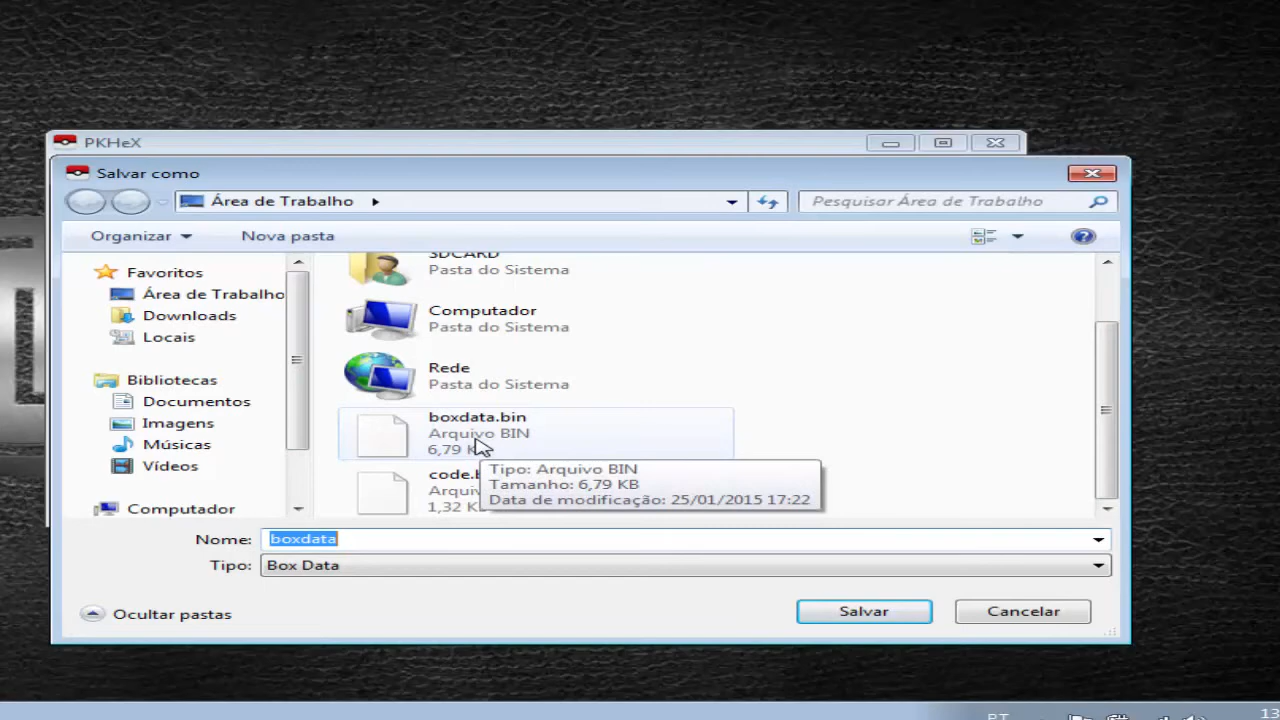 PKHeX
Salvar como
Área de Trabalho
Pesquisar Área de Trabalho
Organizar
Nova pasta
Favoritos
Área de Trabalho
Downloads
Locais
Bibliotecas
Documentos
Imagens
Músicas
Vídeos
Computador
SDCARD
Pasta do Sistema
Computador
Pasta do Sistema
Rede
Pasta do Sistema
boxdata.bin
Arquivo BIN
6,79
1,32
Tipo: Arquivo BIN
Tamanho: 6,79 KB
Data de modificação: 25/01/2015 17:22
Nome: boxdata
Tipo: Box Data
Ocultar pastas
Salvar
Cancelar
PT
13